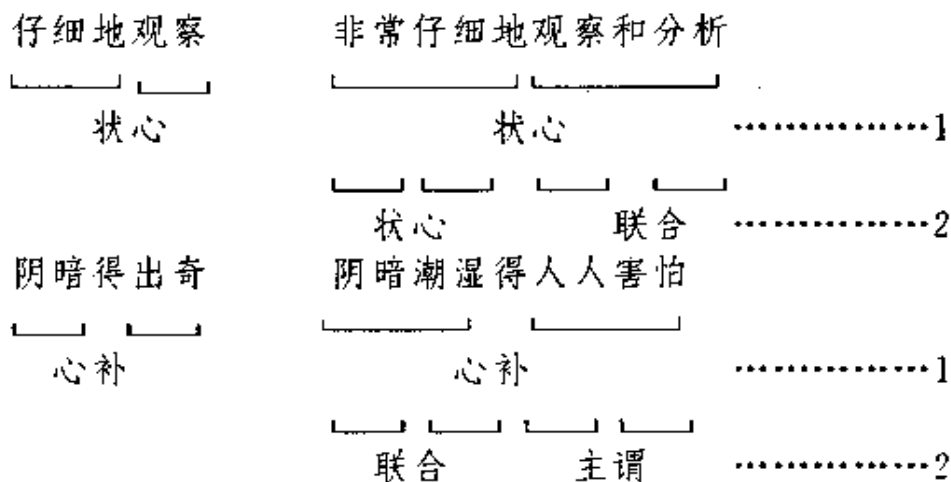 仔细地观察 非常仔细地观察和分析
状心 状心 ……………1
状心 联合 ……………2
阴暗得出奇 阴暗潮湿得人人害怕
心补 心补 ……………1
联合 主谓 ……………2